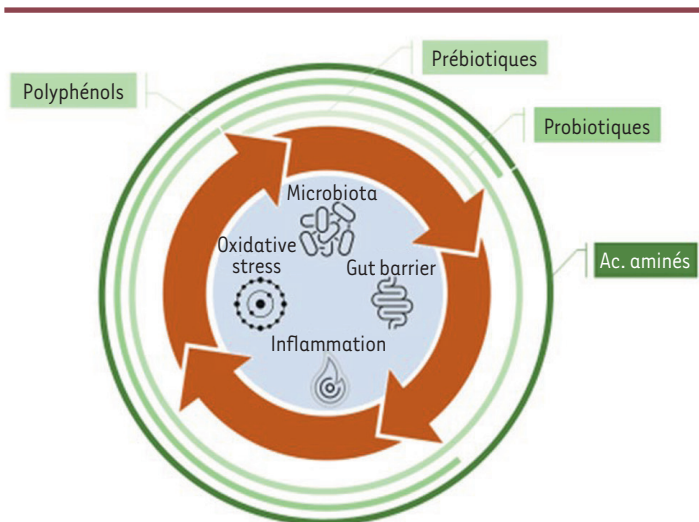 Prébiotiques
Polyphénols
Probiotiques
Microbiota
Oxidative
stress
Gut barrier
Ac. aminés
Inflammation